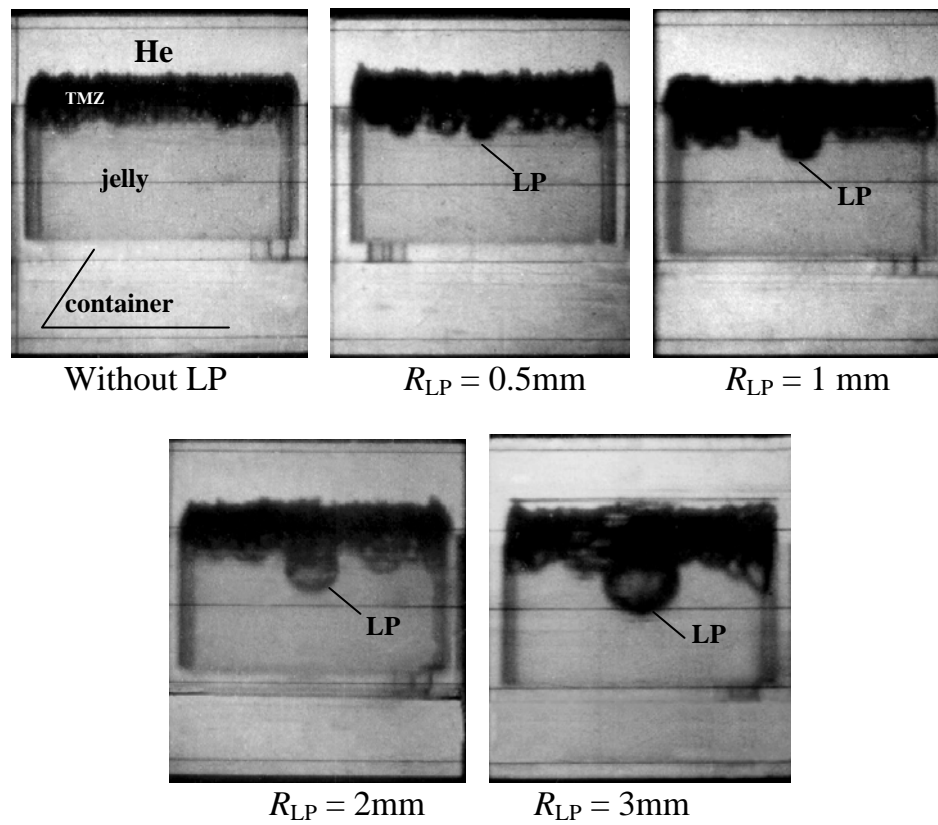 He
TMZ
jelly
LP
LP
container
Without LP
R_LP = 0.5mm
R_LP = 1 mm
LP
LP
R_LP = 2mm
R_LP = 3mm